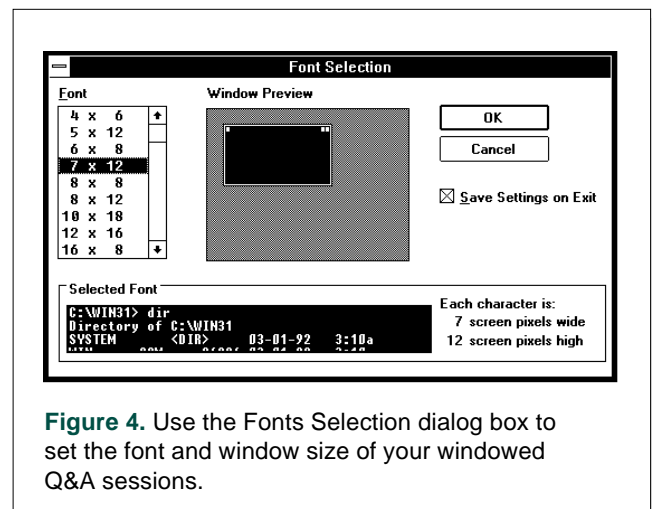 Font Selection
Font
Window Preview
4 x 6
5 x 12
6 x 8
7 x 12
8 x 8
8 x 12
10 x 18
12 x 16
16 x 8
OK
Cancel
Save Settings on Exit
Selected Font
C:\WIN31> dir
Directory of C:\WIN31
SYSTEM <DIR> 03-01-92 3:10a
Each character is:
7 screen pixels wide
12 screen pixels high
Figure 4. Use the Fonts Selection dialog box to
set the font and window size of your windowed
Q&A sessions.